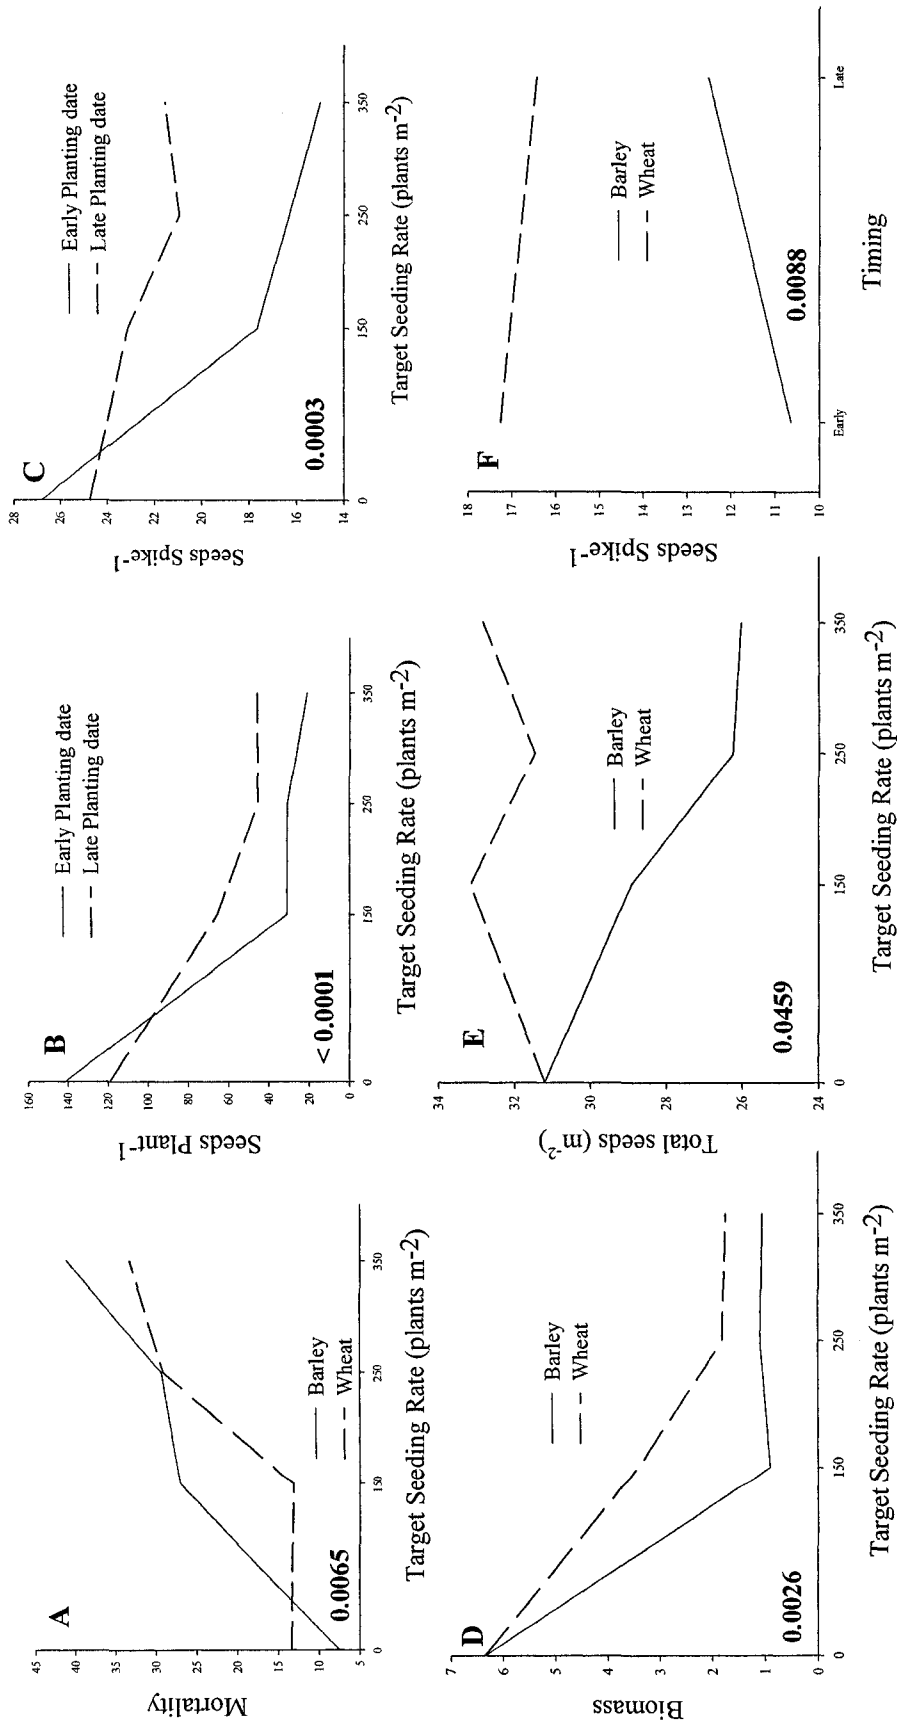 A
45
40
35
30
25
20
15
10
5
Mortality
0
150
250
350
Target Seeding Rate (plants m-2)
Barley
Wheat
0.0065
B
160
140
120
100
80
60
40
20
0
Seeds Plant-1
0
150
250
350
Target Seeding Rate (plants m-2)
Early Planting date
Late Planting date
< 0.0001
C
28
26
24
22
20
18
16
14
Seeds Spike-1
0
150
250
350
Target Seeding Rate (plants m-2)
Early Planting date
Late Planting date
0.0003
D
7
6
5
4
3
2
1
0
Biomass
0
150
250
350
Target Seeding Rate (plants m-2)
Barley
Wheat
0.0026
E
34
32
30
28
26
24
Total seeds (m-2)
0
150
250
350
Target Seeding Rate (plants m-2)
Barley
Wheat
0.0459
F
18
17
16
15
14
13
12
11
10
Seeds Spike-1
Early
Late
Timing
Barley
Wheat
0.0088